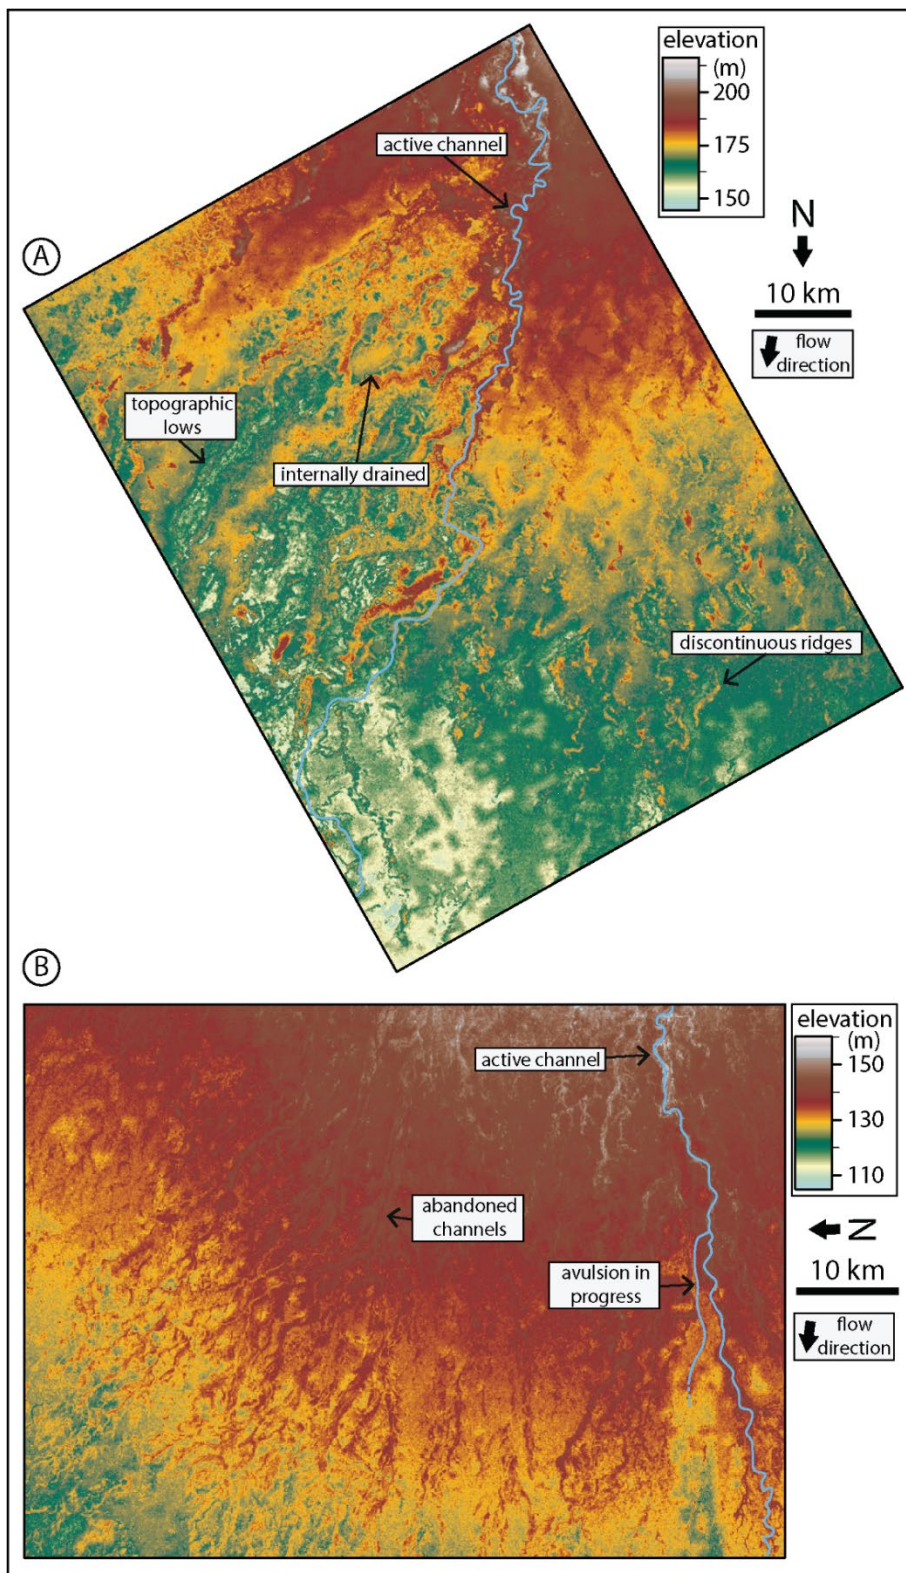 elevation
(m)
200
175
150
active channel
N
A
10 km
flow
direction
topographic
lows
internally drained
discontinuous ridges
B
elevation
(m)
150
130
110
active channel
abandoned
channels
N
avulsion in
progress
10 km
flow
direction